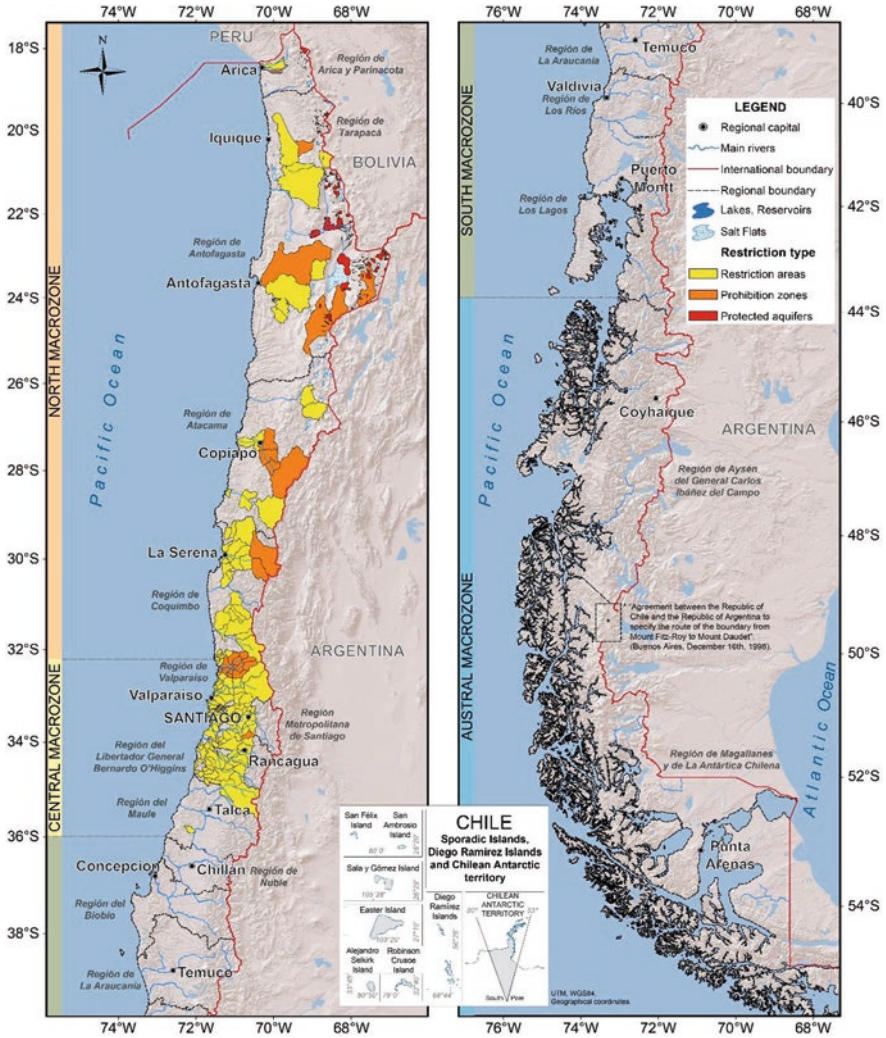 74°W
72°W
70°W
68°W
76°W
74°W
72°W
70°W
68°W
18°S
20°S
22°S
24°S
26°S
28°S
30°S
32°S
34°S
36°S
38°S
NORTH MACROZONE
CENTRAL MACROZONE
N
PERU
Arica
Región de
Arica y Parinacota
Iquique
Región de
Tarapacá
BOLIVIA
Región de
Antofagasta
Antofagasta
Pacific Ocean
Región de
Atacama
Copiapó
La Serena
Región de
Coquimbo
ARGENTINA
Región de
Valparaíso
Valparaíso
SANTIAGO
Región
Metropolitana
de Santiago
Región del
Libertador General
Bernardo O'Higgins
Rancagua
Región del
Maule
Talca
Concepción
Chillán
Región de
Ñuble
Región del
Biobío
Temuco
Región de
La Araucanía
74°W
72°W
70°W
68°W
SOUTH MACROZONE
AUSTRAL MACROZONE
Región de
La Araucanía
Temuco
Valdivia
Región de
Los Ríos
Puerto
Montt
Región de
Los Lagos
LEGEND
Regional capital
Main rivers
International boundary
Regional boundary
Lakes, Reservoirs
Salt Flats
Restriction type
Restriction areas
Prohibition zones
Protected aquifers
40°S
42°S
44°S
46°S
48°S
50°S
52°S
54°S
Pacific Ocean
Coyhaique
ARGENTINA
Región de Aysén
del General Carlos
Ibáñez del Campo
"Agreement between the Republic of
Chile and the Republic of Argentina to
specify the route of the boundary from
Mount Fitz-Roy to Mount Daudet".
(Buenos Aires, December 16th, 1998).
Atlantic Ocean
Región de Magallanes
y de La Antártica Chilena
Punta
Arenas
UTM, WGS84.
Geographical coordinates.
76°W
74°W
72°W
70°W
68°W
CHILE
Sporadic Islands,
Diego Ramírez Islands
and Chilean Antarctic
territory
San Félix
Island
San
Ambrosio
Island
Sala y Gómez Island
Easter Island
Alejandro
Selkirk
Island
Robinson
Crusoe
Island
Diego
Ramírez
Islands
CHILEAN
ANTARCTIC
TERRITORY
53°
South Pole